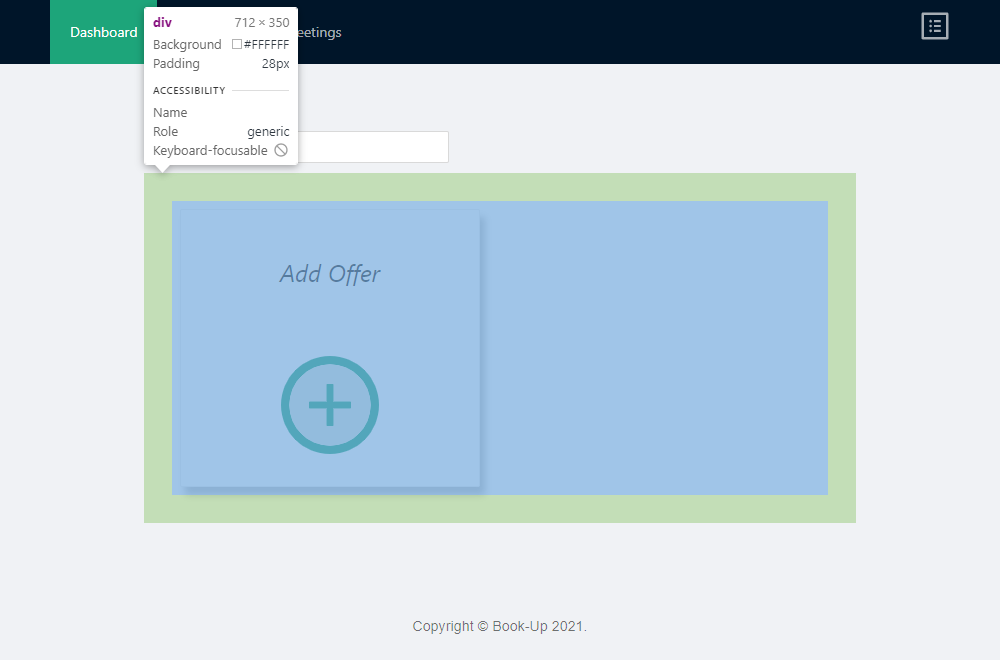 Dashboard
eetings
div 712 × 350
Background #FFFFFF
Padding 28px
ACCESSIBILITY
Name
Role generic
Keyboard-focusable
Add Offer
Copyright © Book-Up 2021.